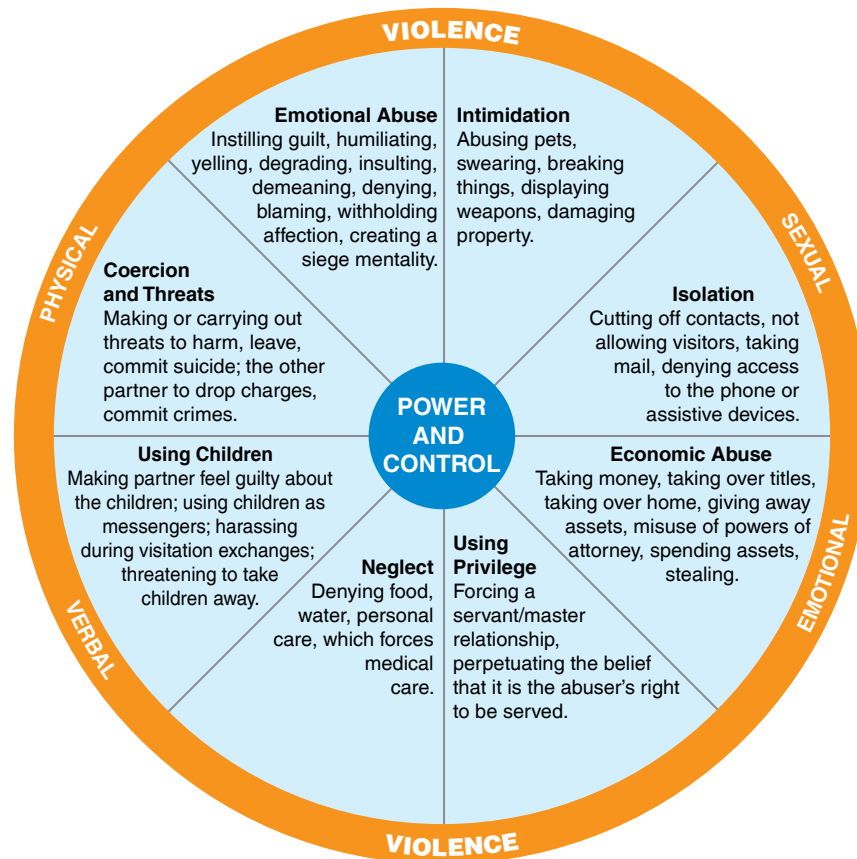 VIOLENCE
Emotional Abuse
Instilling guilt, humiliating,
yelling, degrading, insulting,
demeaning, denying,
blaming, withholding
affection, creating a
siege mentality.
Intimidation
Abusing pets,
swearing, breaking
things, displaying
weapons, damaging
property.
PHYSICAL
SEXUAL
Coercion
and Threats
Making or carrying out
threats to harm, leave,
commit suicide; the other
partner to drop charges,
commit crimes.
Isolation
Cutting off contacts, not
allowing visitors, taking
mail, denying access
to the phone or
assistive devices.
POWER
AND
CONTROL
Using Children
Making partner feel guilty about
the children; using children as
messengers; harassing
during visitation exchanges;
threatening to take
children away.
Economic Abuse
Taking money, taking over titles,
taking over home, giving away
assets, misuse of powers of
attorney, spending assets,
stealing.
Neglect
Denying food,
water, personal
care, which forces
medical
care.
Using
Privilege
Forcing a
servant/master
relationship,
perpetuating the belief
that it is the abuser's right
to be served.
VERBAL
EMOTIONAL
VIOLENCE